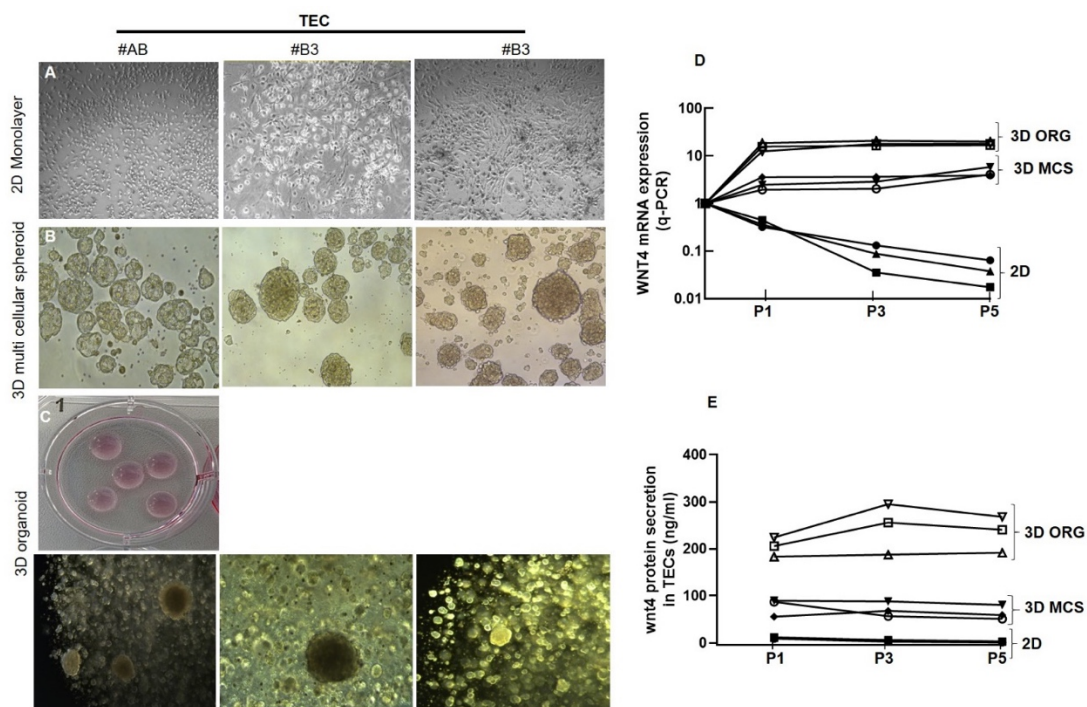 TEC
#AB #B3 #B3
A
2D Monolayer
B
3D multi cellular spheroid
C
1
3D organoid
D
WNT4 mRNA expression
(q-PCR)
100
10
1
0.1
0.01
P1 P3 P5
3D ORG
3D MCS
2D
E
wnt4 protein secretion
in TECs (ng/ml)
400
300
200
100
0
P1 P3 P5
3D ORG
3D MCS
2D